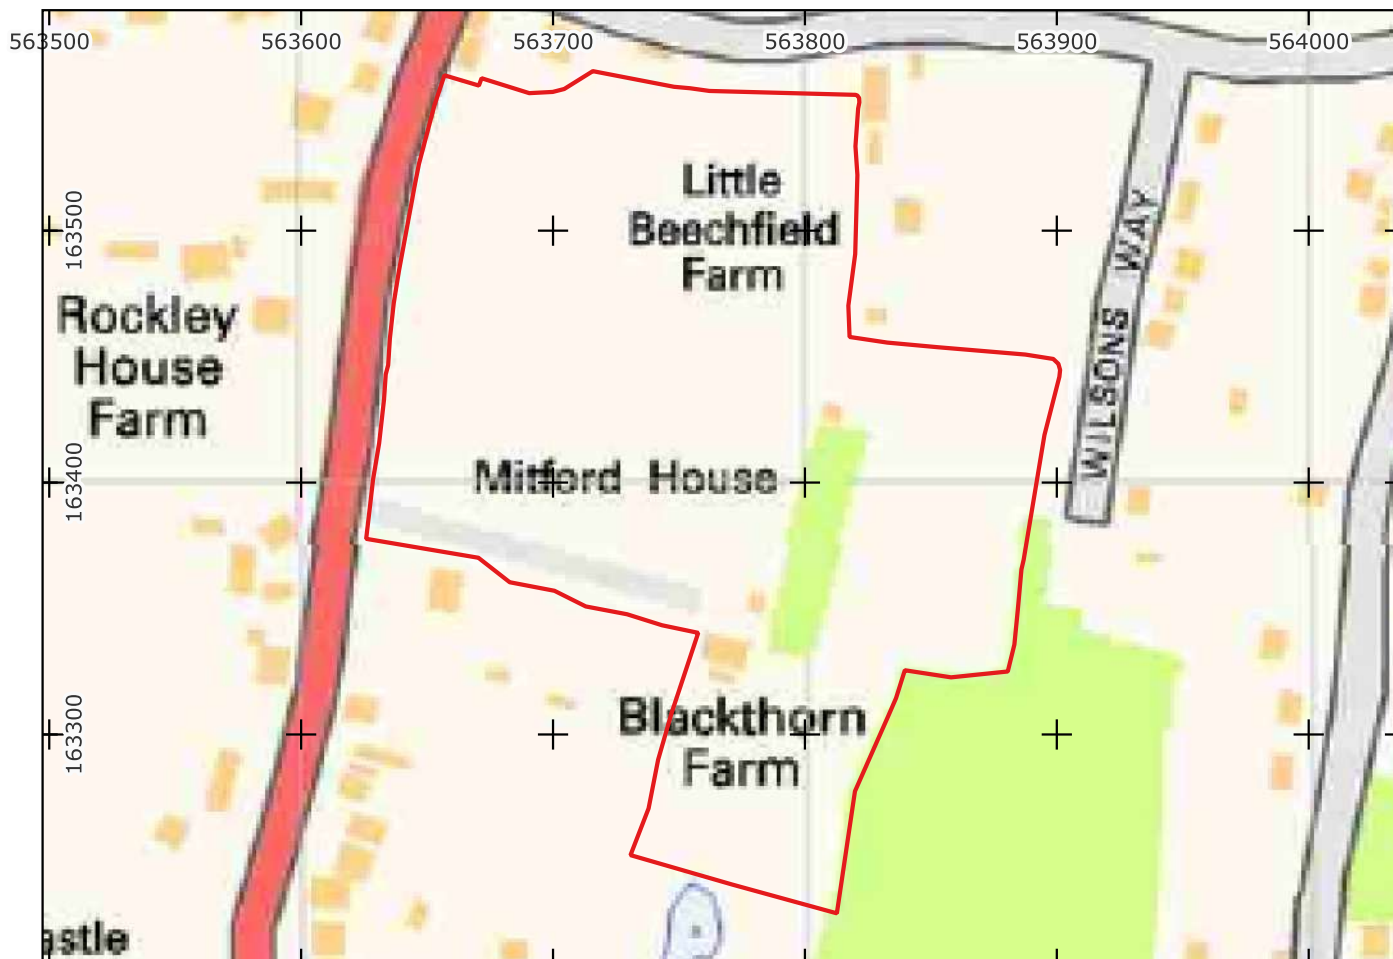 563500 563600 563700 563800 563900 564000
Little
Beechfield
Farm
163500
WILSONS WAY
Rockley
House
Farm
163400
Mitford House
163300
Blackthorn
Farm
astle